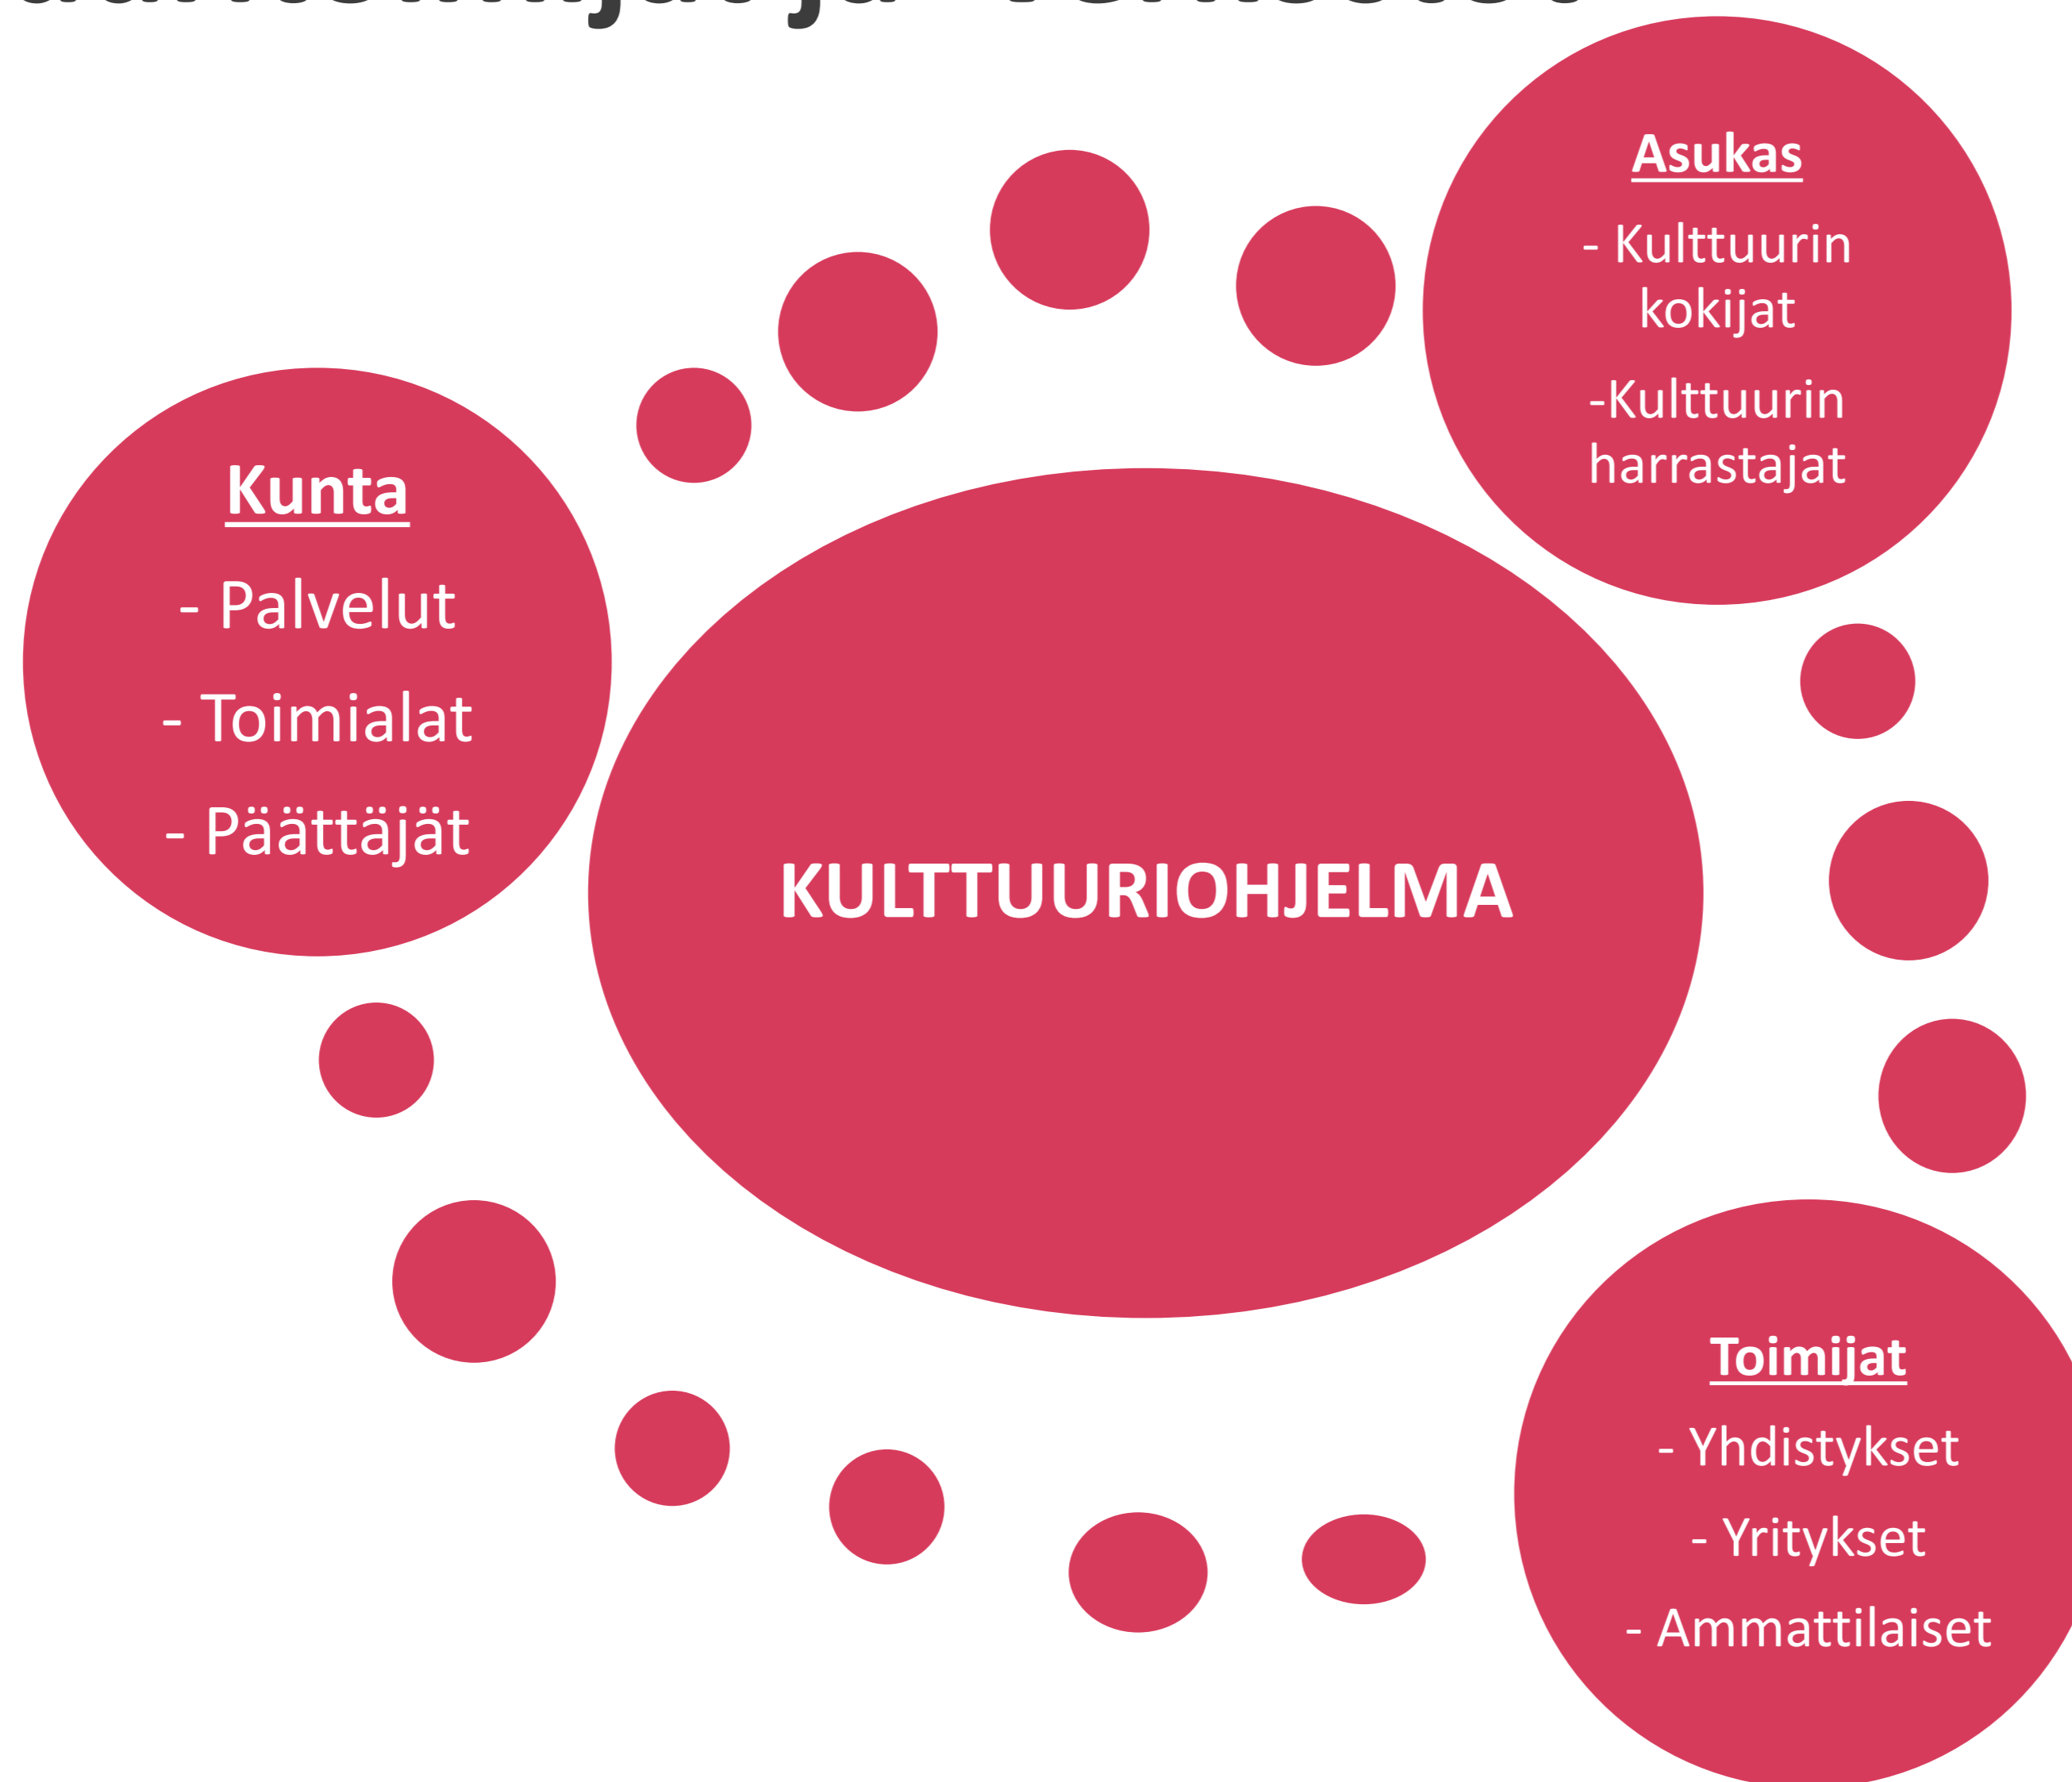 Asukas
- Kulttuurin
kokijat
-Kulttuurin
harrastajat
Kunta
- Palvelut
- Toimialat
- Päättäjät
KULTTUURIOHJELMA
Toimijat
- Yhdistykset
- Yritykset
- Ammattilaiset